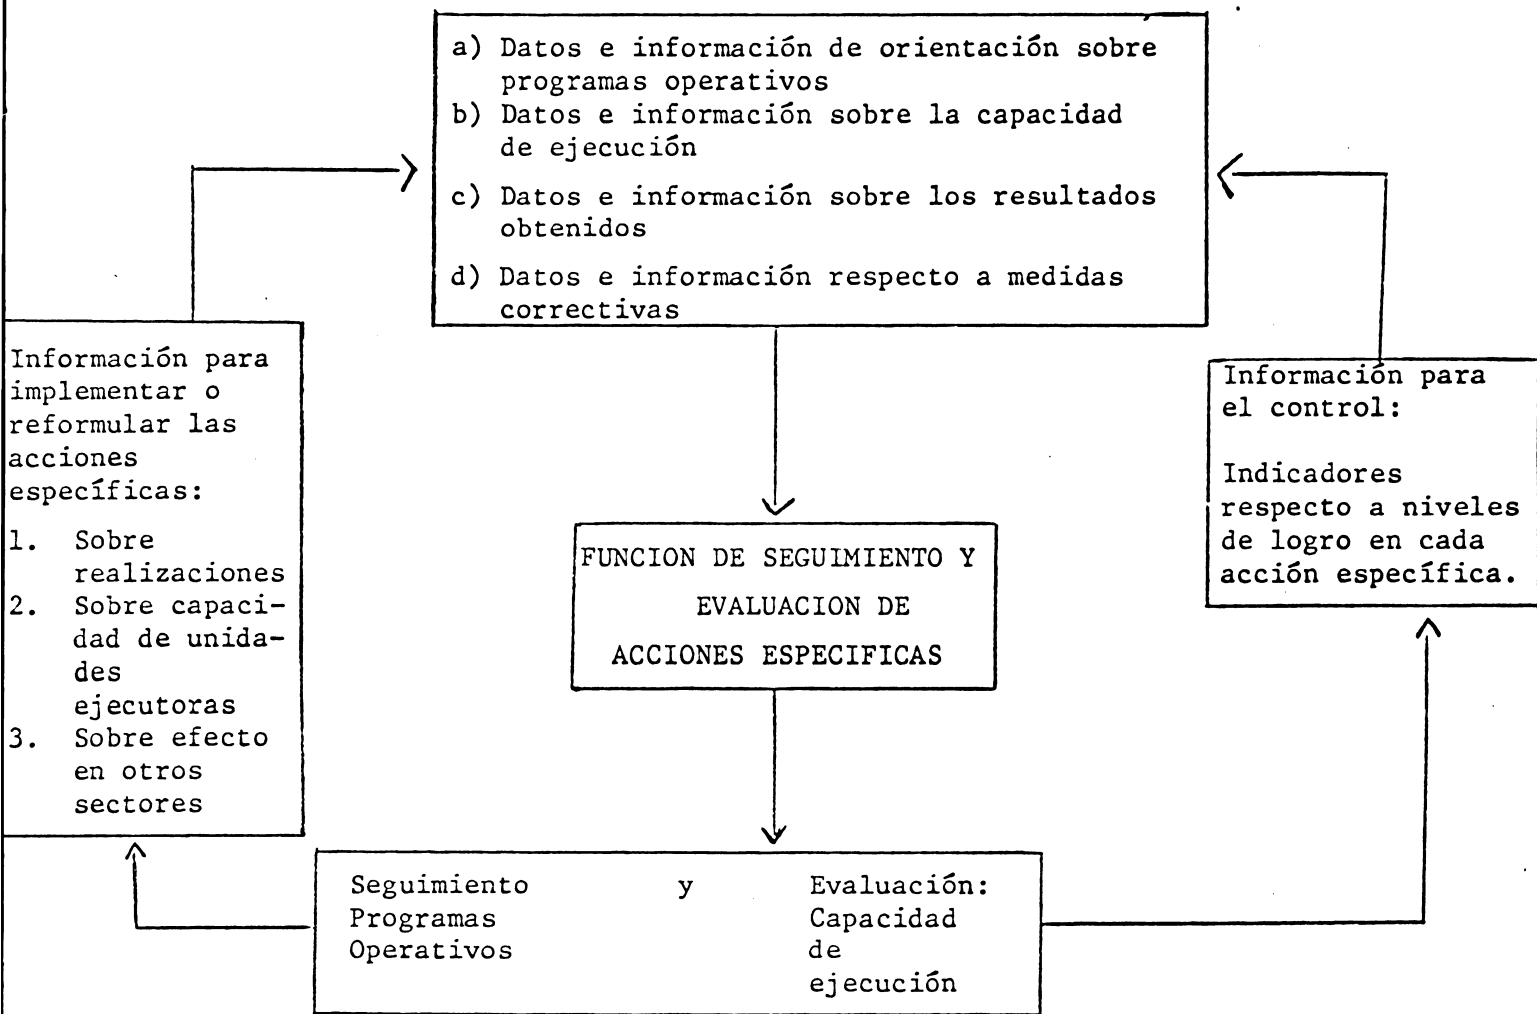 a) Datos e información de orientación sobre
programas operativos
b) Datos e información sobre la capacidad
de ejecución
c) Datos e información sobre los resultados
obtenidos
d) Datos e información respecto a medidas
correctivas
Información para
implementar o
reformular las
acciones
específicas:
1. Sobre
realizaciones
2. Sobre capaci-
dad de unida-
des
ejecutoras
3. Sobre efecto
en otros
sectores
Información para
el control:
Indicadores
respecto a niveles
de logro en cada
acción específica.
FUNCION DE SEGUIMIENTO Y
EVALUACION DE
ACCIONES ESPECIFICAS
Seguimiento y Evaluación:
Programas Capacidad
Operativos de
ejecución